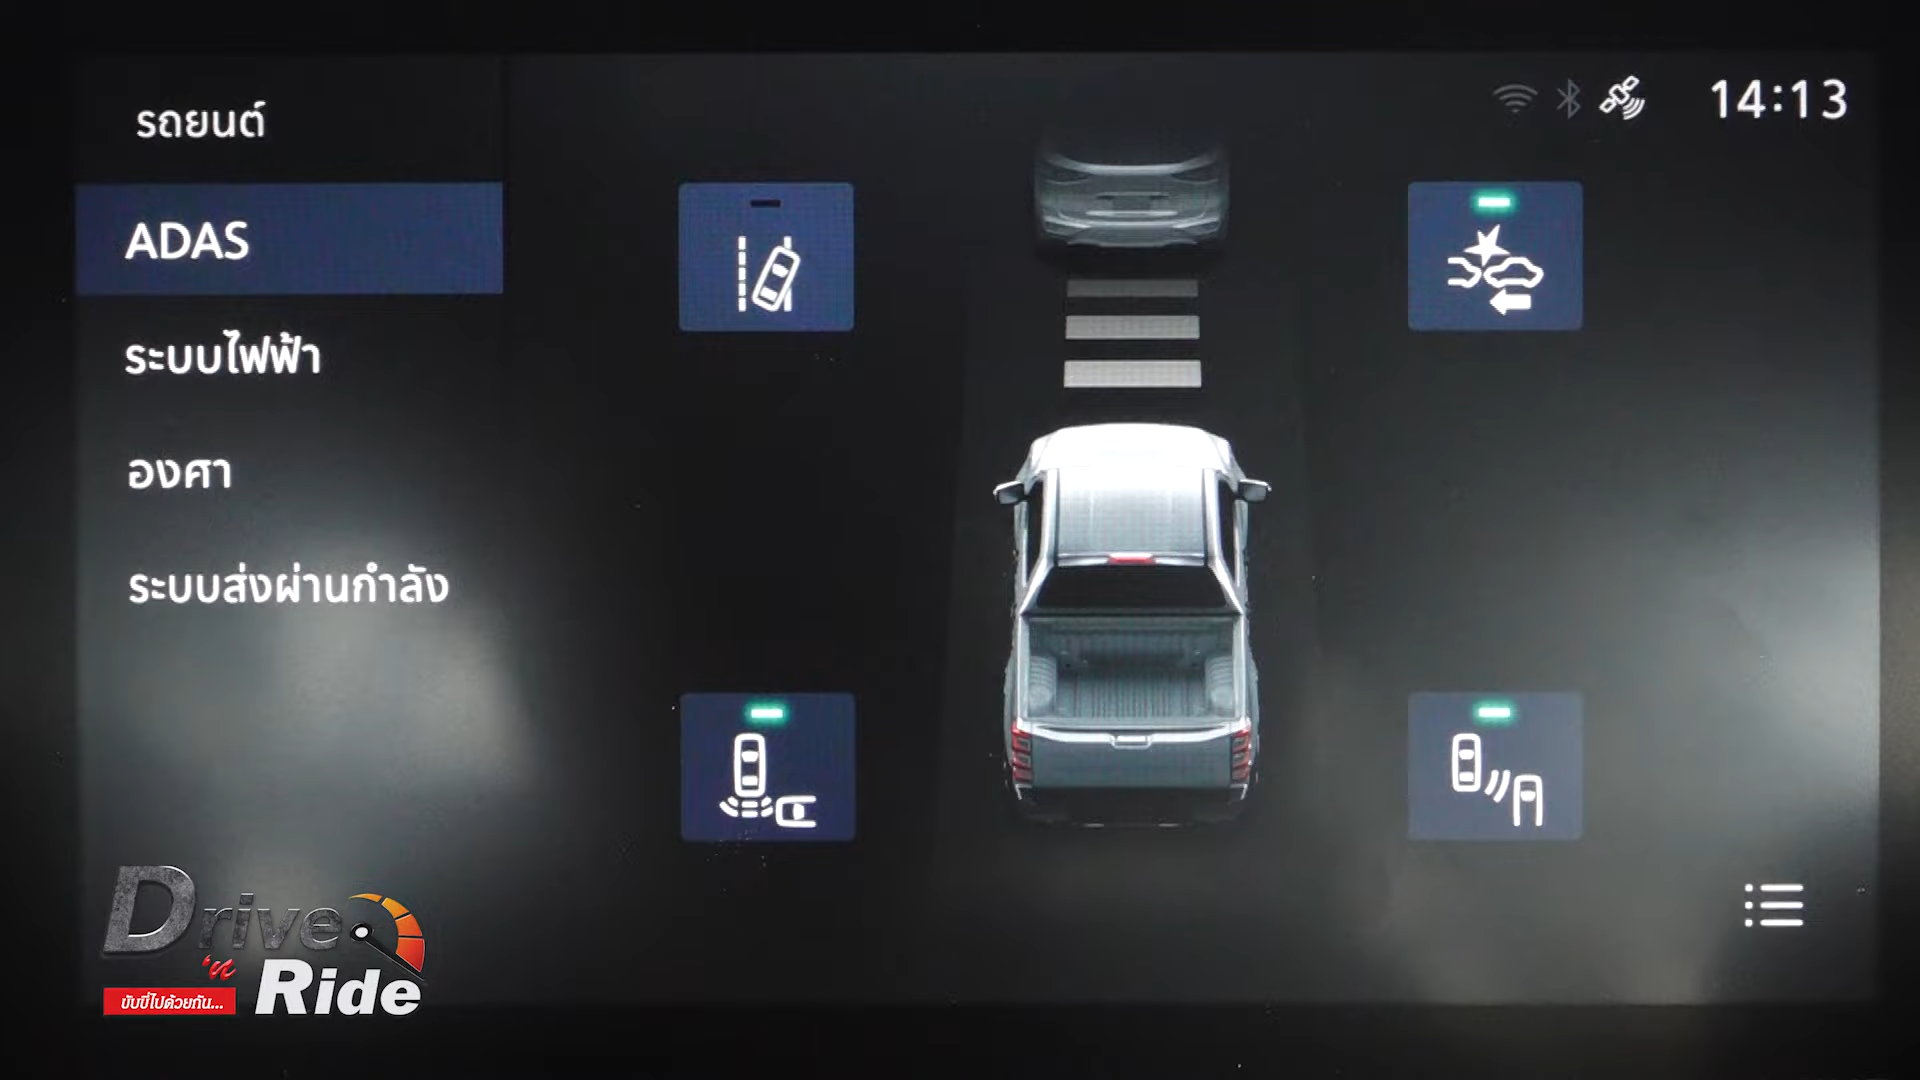 รถยนต์
14:13
ADAS
ระบบไฟฟ้า
องศา
ระบบส่งผ่านกำลัง
Drive
'n Ride
ขับขี่ไปด้วยกัน...